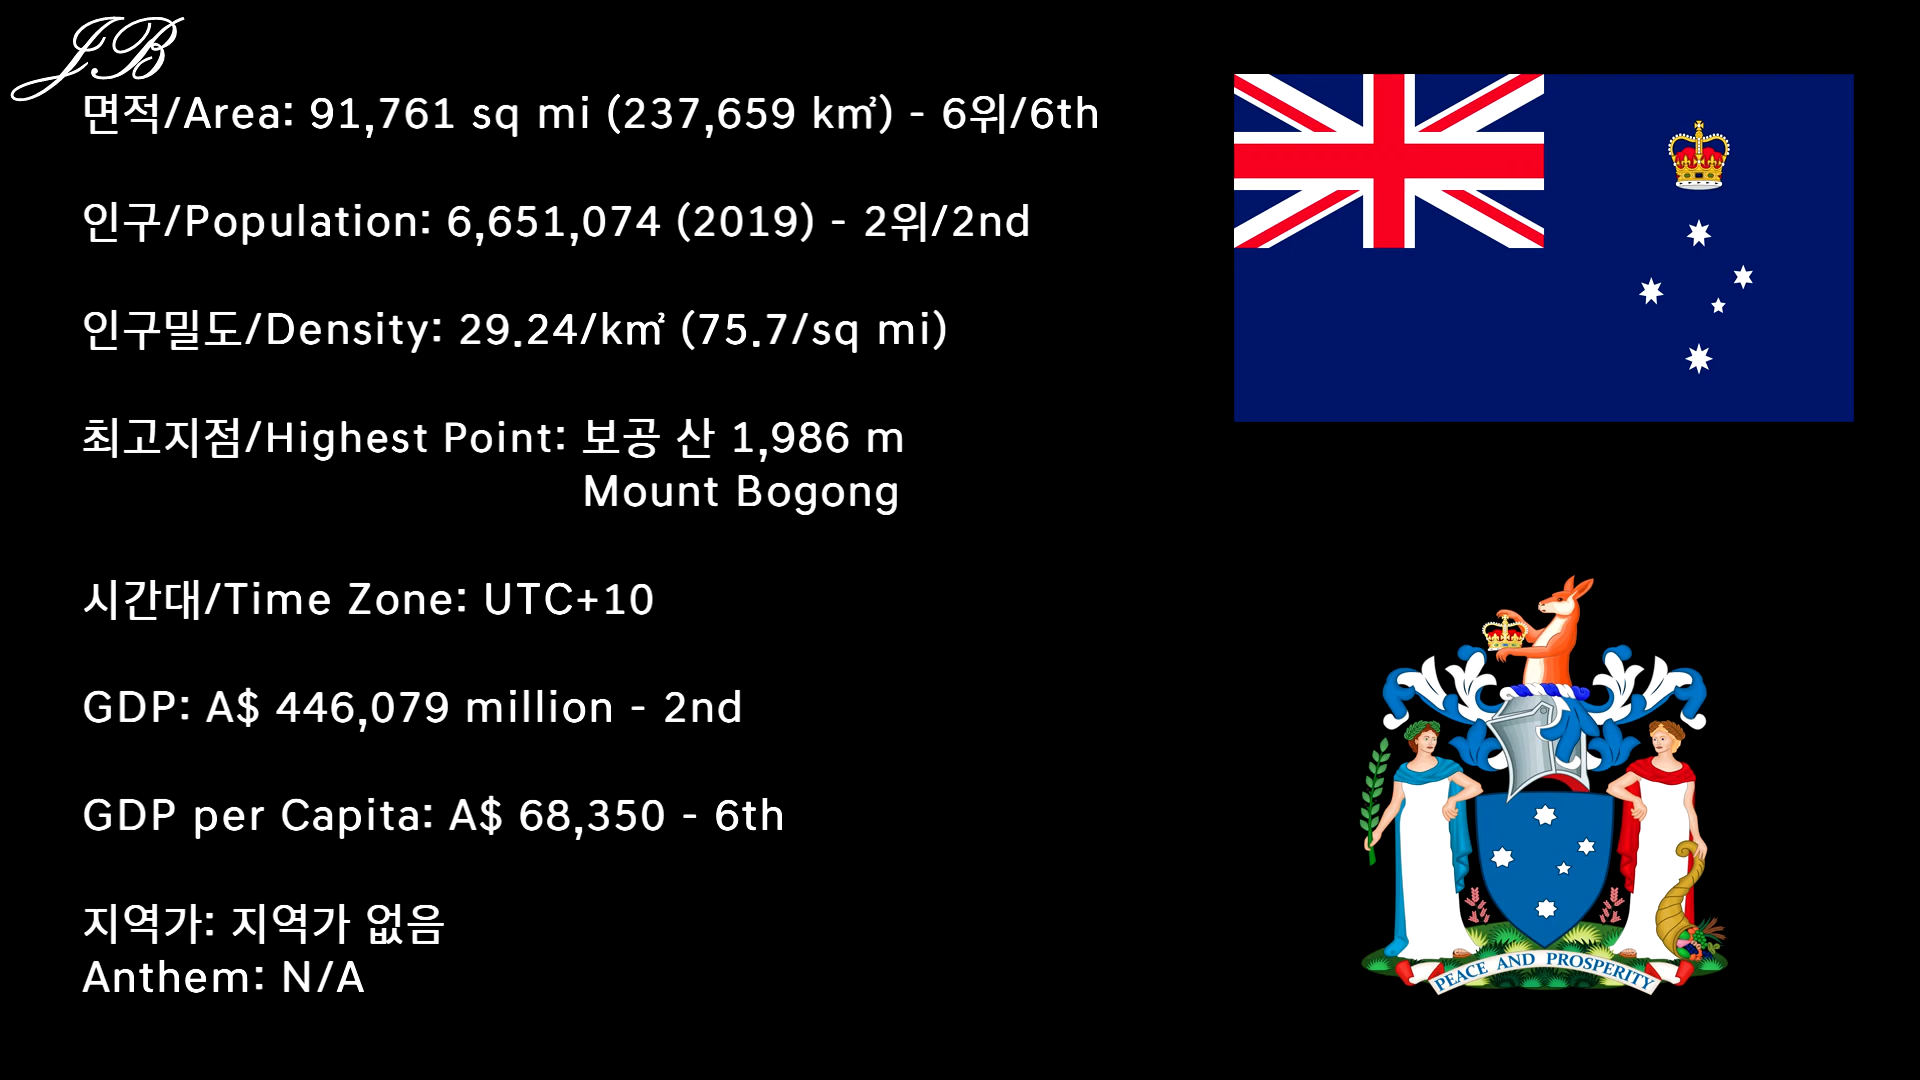 JB
면적/Area: 91,761 sq mi (237,659 ㎢) - 6위/6th
인구/Population: 6,651,074 (2019) - 2위/2nd
인구밀도/Density: 29.24/㎢ (75.7/sq mi)
최고지점/Highest Point: 보공 산 1,986 m
Mount Bogong
시간대/Time Zone: UTC+10
GDP: A$ 446,079 million - 2nd
GDP per Capita: A$ 68,350 - 6th
지역가: 지역가 없음
Anthem: N/A
PEACE AND PROSPERITY